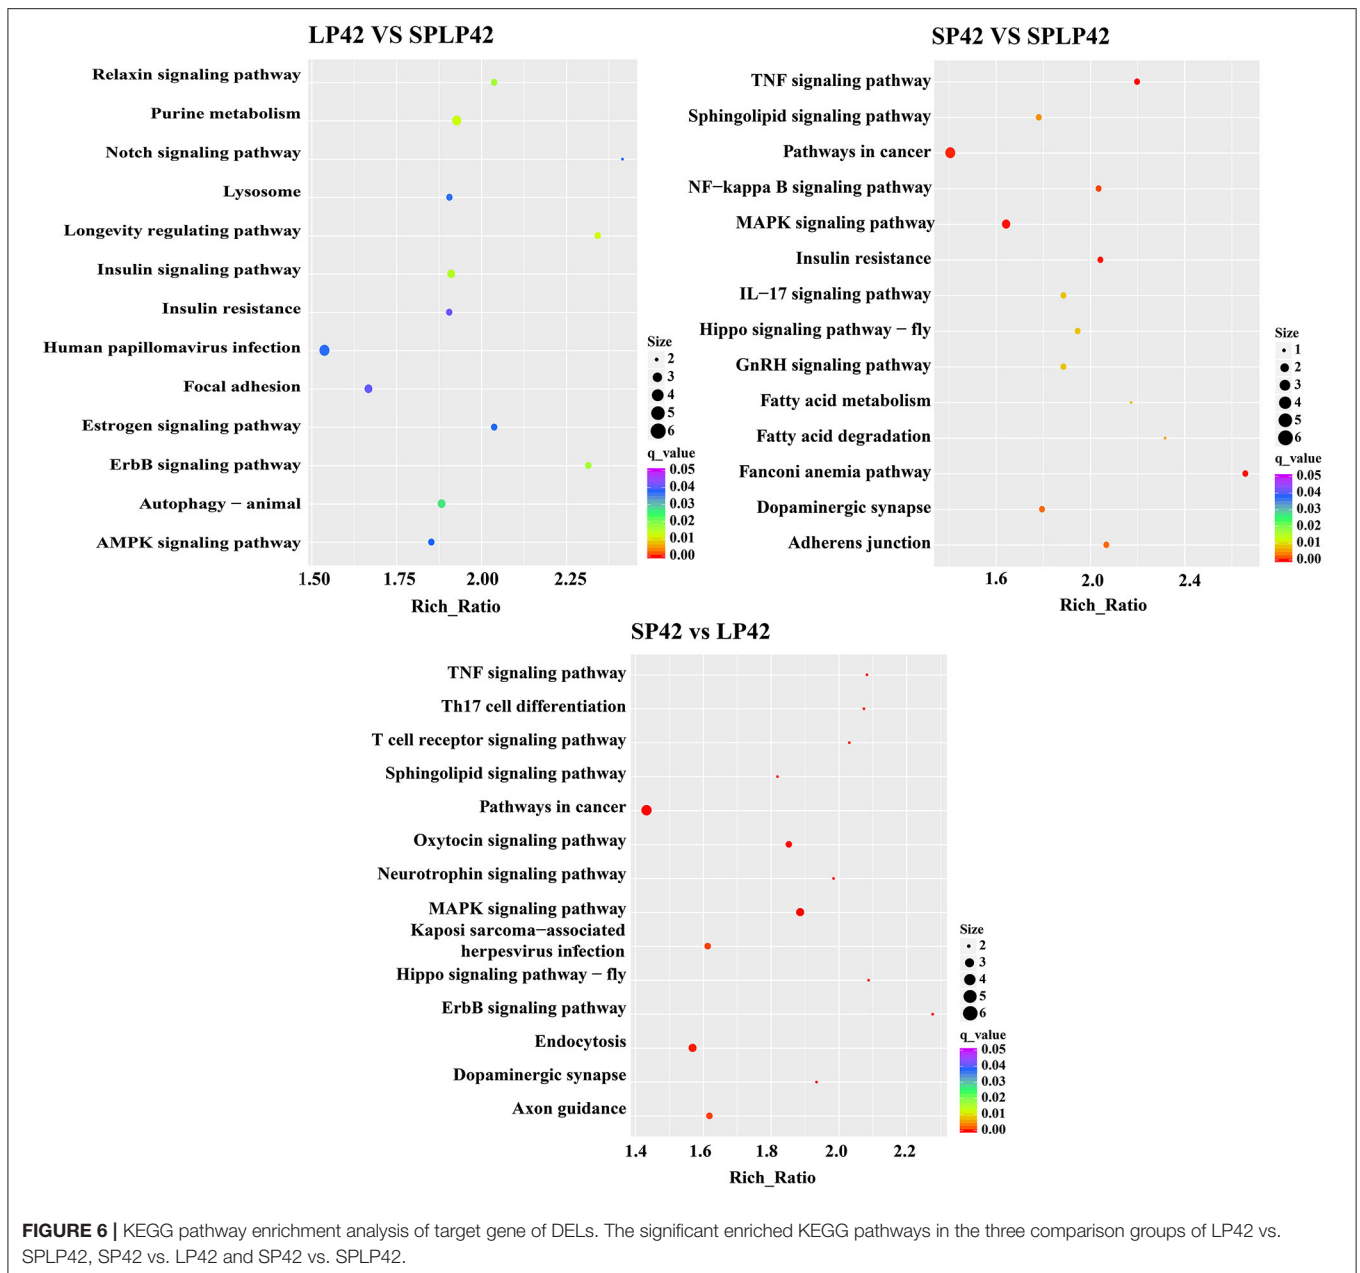 LP42 VS SPLP42
Relaxin signaling pathway
Purine metabolism
Notch signaling pathway
Lysosome
Longevity regulating pathway
Insulin signaling pathway
Insulin resistance
Human papillomavirus infection
Focal adhesion
Estrogen signaling pathway
ErbB signaling pathway
Autophagy − animal
AMPK signaling pathway
1.50 1.75 2.00 2.25
Rich_Ratio
Size
2
3
4
5
6
q_value
0.05
0.04
0.03
0.02
0.01
0.00
SP42 VS SPLP42
TNF signaling pathway
Sphingolipid signaling pathway
Pathways in cancer
NF−kappa B signaling pathway
MAPK signaling pathway
Insulin resistance
IL−17 signaling pathway
Hippo signaling pathway − fly
GnRH signaling pathway
Fatty acid metabolism
Fatty acid degradation
Fanconi anemia pathway
Dopaminergic synapse
Adherens junction
1.6 2.0 2.4
Rich_Ratio
Size
1
2
3
4
5
6
q_value
0.05
0.04
0.03
0.02
0.01
0.00
SP42 vs LP42
TNF signaling pathway
Th17 cell differentiation
T cell receptor signaling pathway
Sphingolipid signaling pathway
Pathways in cancer
Oxytocin signaling pathway
Neurotrophin signaling pathway
MAPK signaling pathway
Kaposi sarcoma−associated
herpesvirus infection
Hippo signaling pathway − fly
ErbB signaling pathway
Endocytosis
Dopaminergic synapse
Axon guidance
1.4 1.6 1.8 2.0 2.2
Rich_Ratio
Size
2
3
4
5
6
q_value
0.05
0.04
0.03
0.02
0.01
0.00
FIGURE 6 | KEGG pathway enrichment analysis of target gene of DELs. The significant enriched KEGG pathways in the three comparison groups of LP42 vs.
SPLP42, SP42 vs. LP42 and SP42 vs. SPLP42.